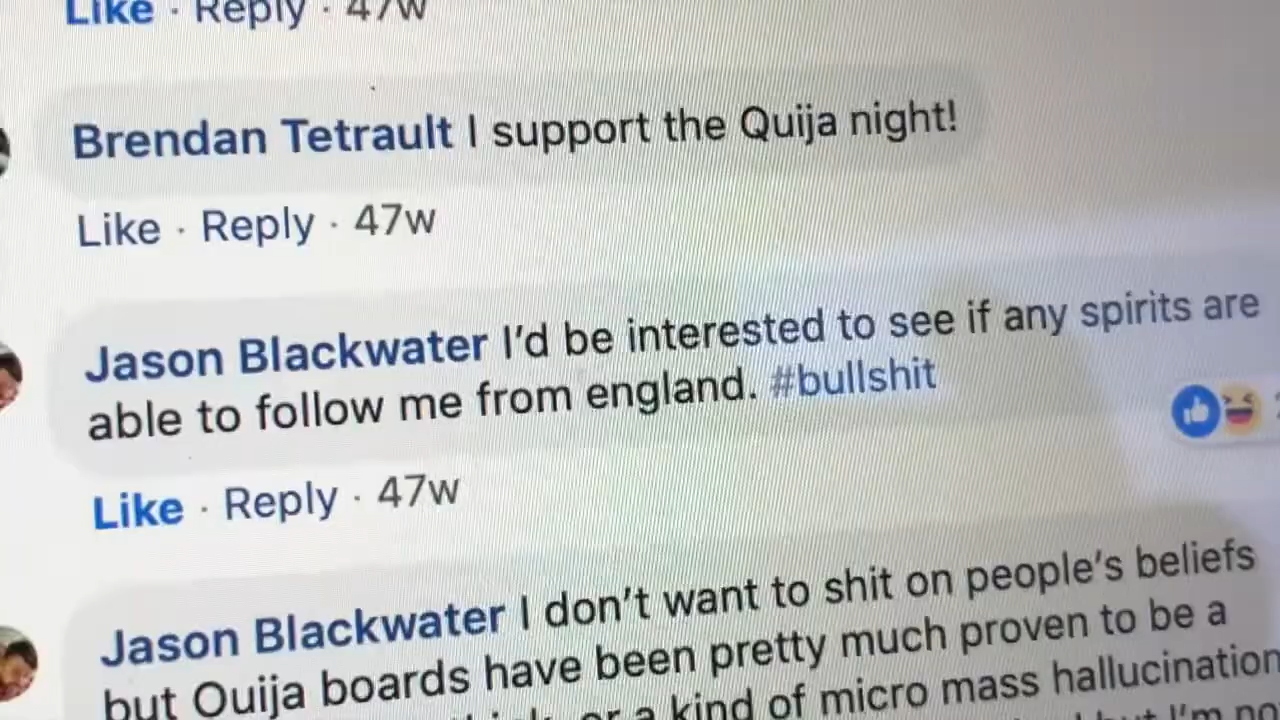 Like · Reply · 47w
Brendan Tetrault I support the Quija night!
Like · Reply · 47w
Jason Blackwater I'd be interested to see if any spirits are
able to follow me from england. #bullshit
Like · Reply · 47w
Jason Blackwater I don't want to shit on people's beliefs
but Ouija boards have been pretty much proven to be a
or a kind of micro mass hallucination
but I'm no